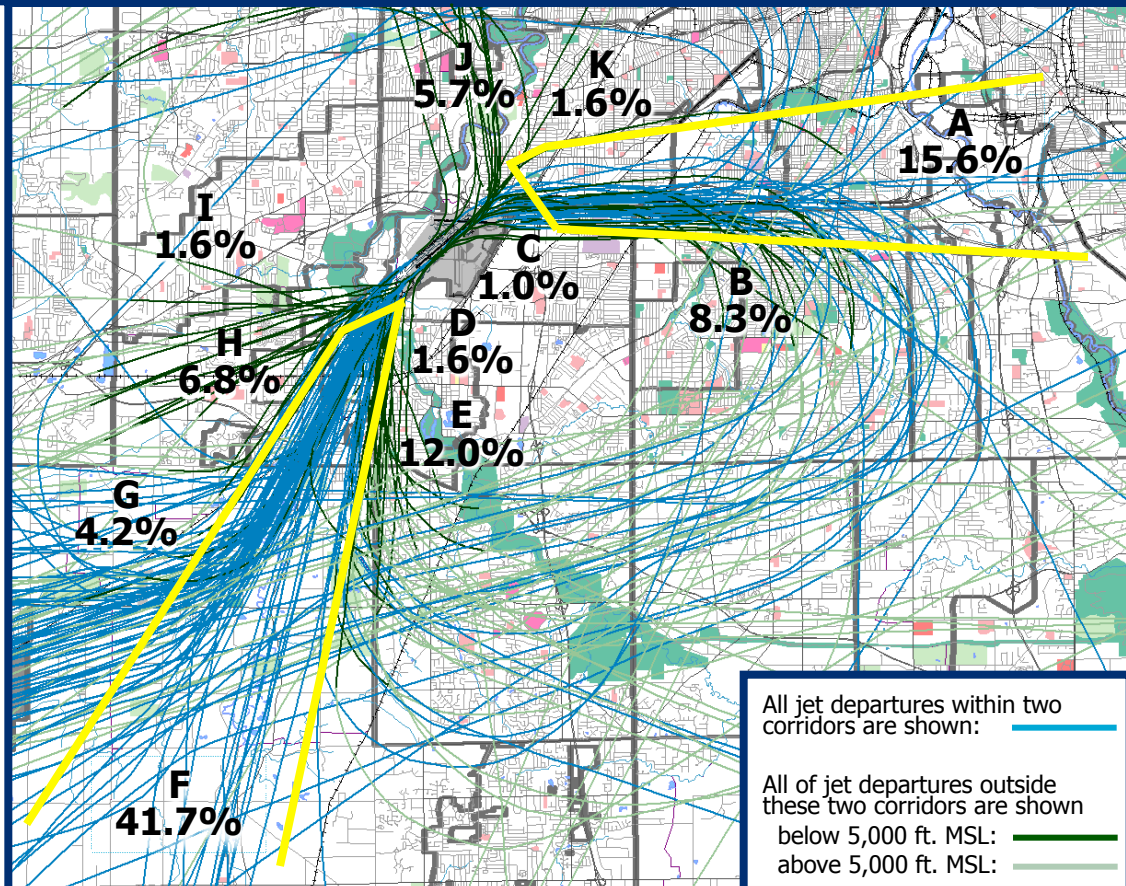 J
5.7%
K
1.6%
A
15.6%
I
1.6%
C
1.0%
B
8.3%
D
1.6%
H
6.8%
E
12.0%
G
4.2%
F
41.7%
All jet departures within two
corridors are shown:
All of jet departures outside
these two corridors are shown
below 5,000 ft. MSL:
above 5,000 ft. MSL: